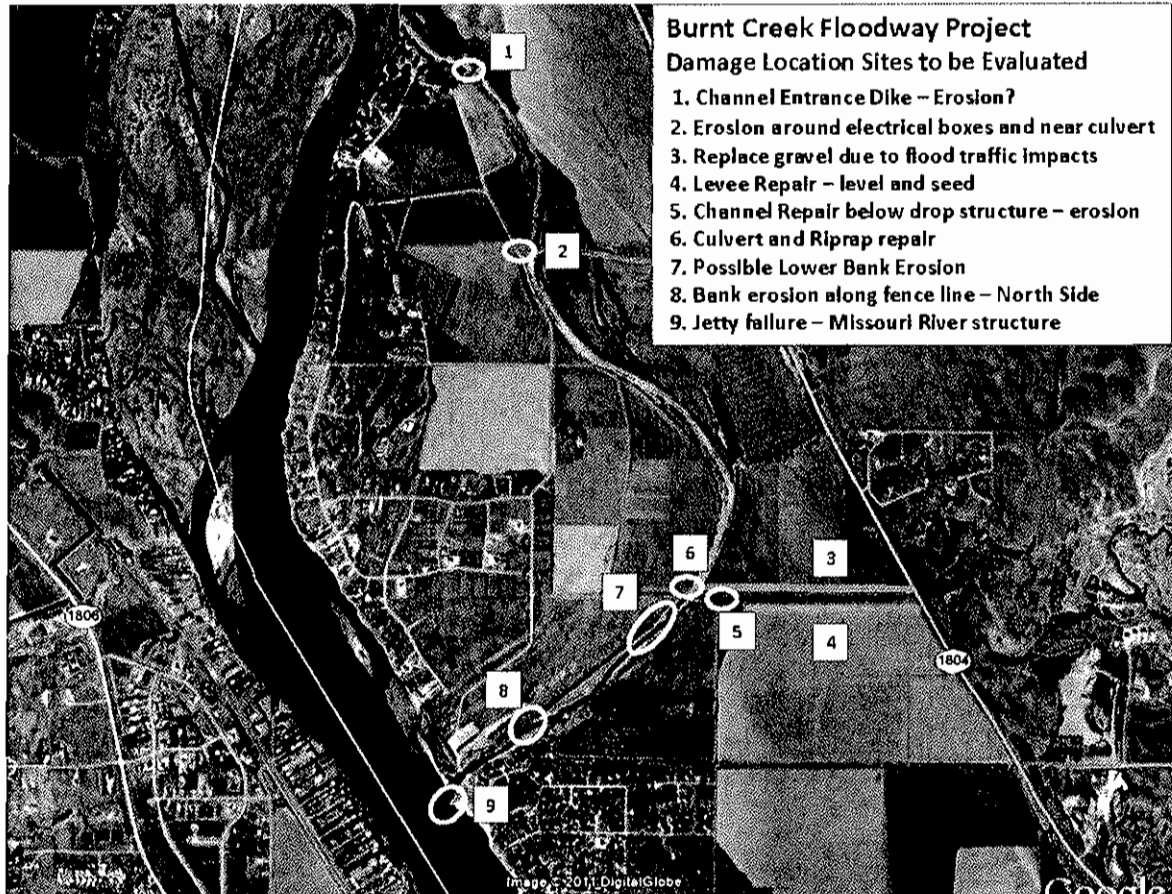 Burnt Creek Floodway Project
Damage Location Sites to be Evaluated
1. Channel Entrance Dike – Erosion?
2. Erosion around electrical boxes and near culvert
3. Replace gravel due to flood traffic impacts
4. Levee Repair – level and seed
5. Channel Repair below drop structure – erosion
6. Culvert and Riprap repair
7. Possible Lower Bank Erosion
8. Bank erosion along fence line – North Side
9. Jetty failure – Missouri River structure
1
2
3
6
7
5
4
1806
1804
8
9
Image © 2011 DigitalGlobe